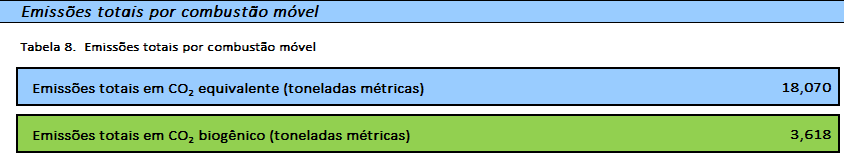 Emissões totais por combustão móvel
Tabela 8. Emissões totais por combustão móvel
Emissões totais em CO₂ equivalente (toneladas métricas) 18,070
Emissões totais em CO₂ biogênico (toneladas métricas) 3,618